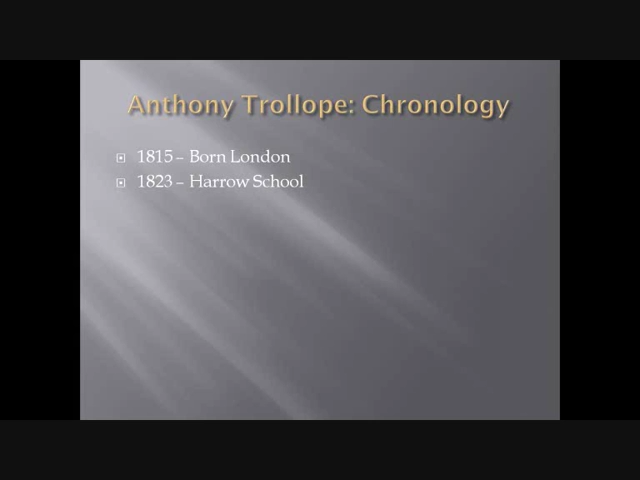 Anthony Trollope: Chronology
1815 – Born London
1823 – Harrow School